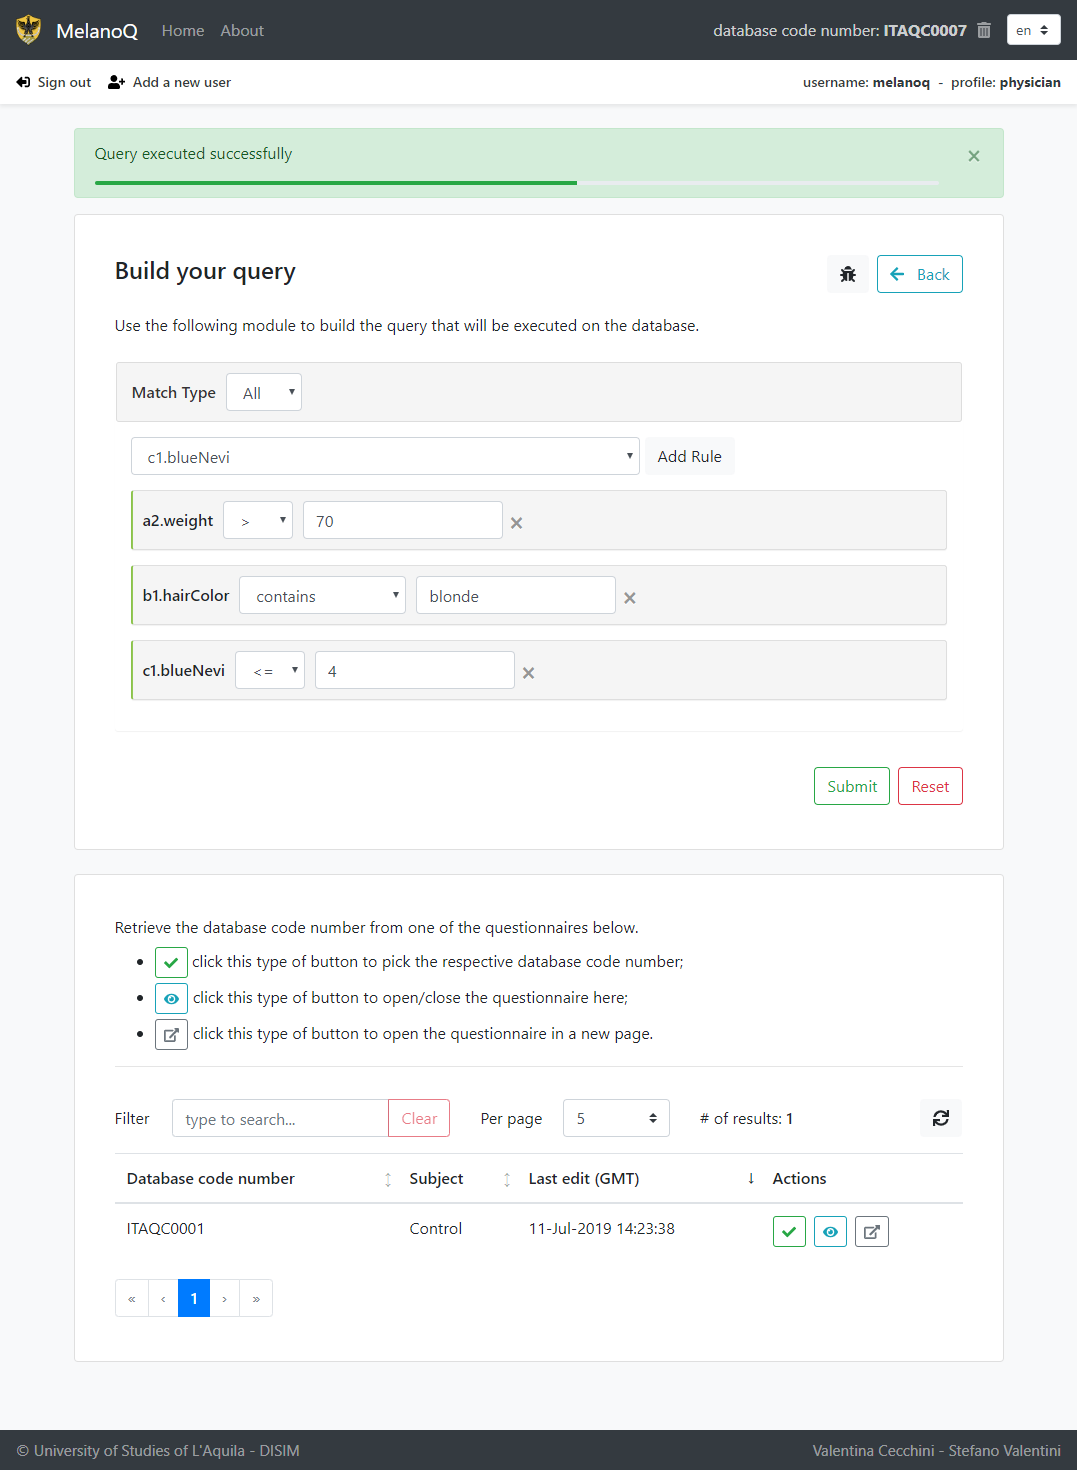 MelanoQ Home About database code number: ITAQC0007 en
Sign out Add a new user username: melanoq - profile: physician
Query executed successfully ×
Build your query Back
Use the following module to build the query that will be executed on the database.
Match Type All
c1.blueNevi Add Rule
a2.weight > 70 ×
b1.hairColor contains blonde ×
c1.blueNevi <= 4 ×
Submit Reset
Retrieve the database code number from one of the questionnaires below.
• click this type of button to pick the respective database code number;
• click this type of button to open/close the questionnaire here;
• click this type of button to open the questionnaire in a new page.
Filter type to search... Clear Per page 5 # of results: 1
Database code number Subject Last edit (GMT) Actions
ITAQC0001 Control 11-Jul-2019 14:23:38
« ‹ 1 › »
© University of Studies of L'Aquila - DISIM Valentina Cecchini - Stefano Valentini